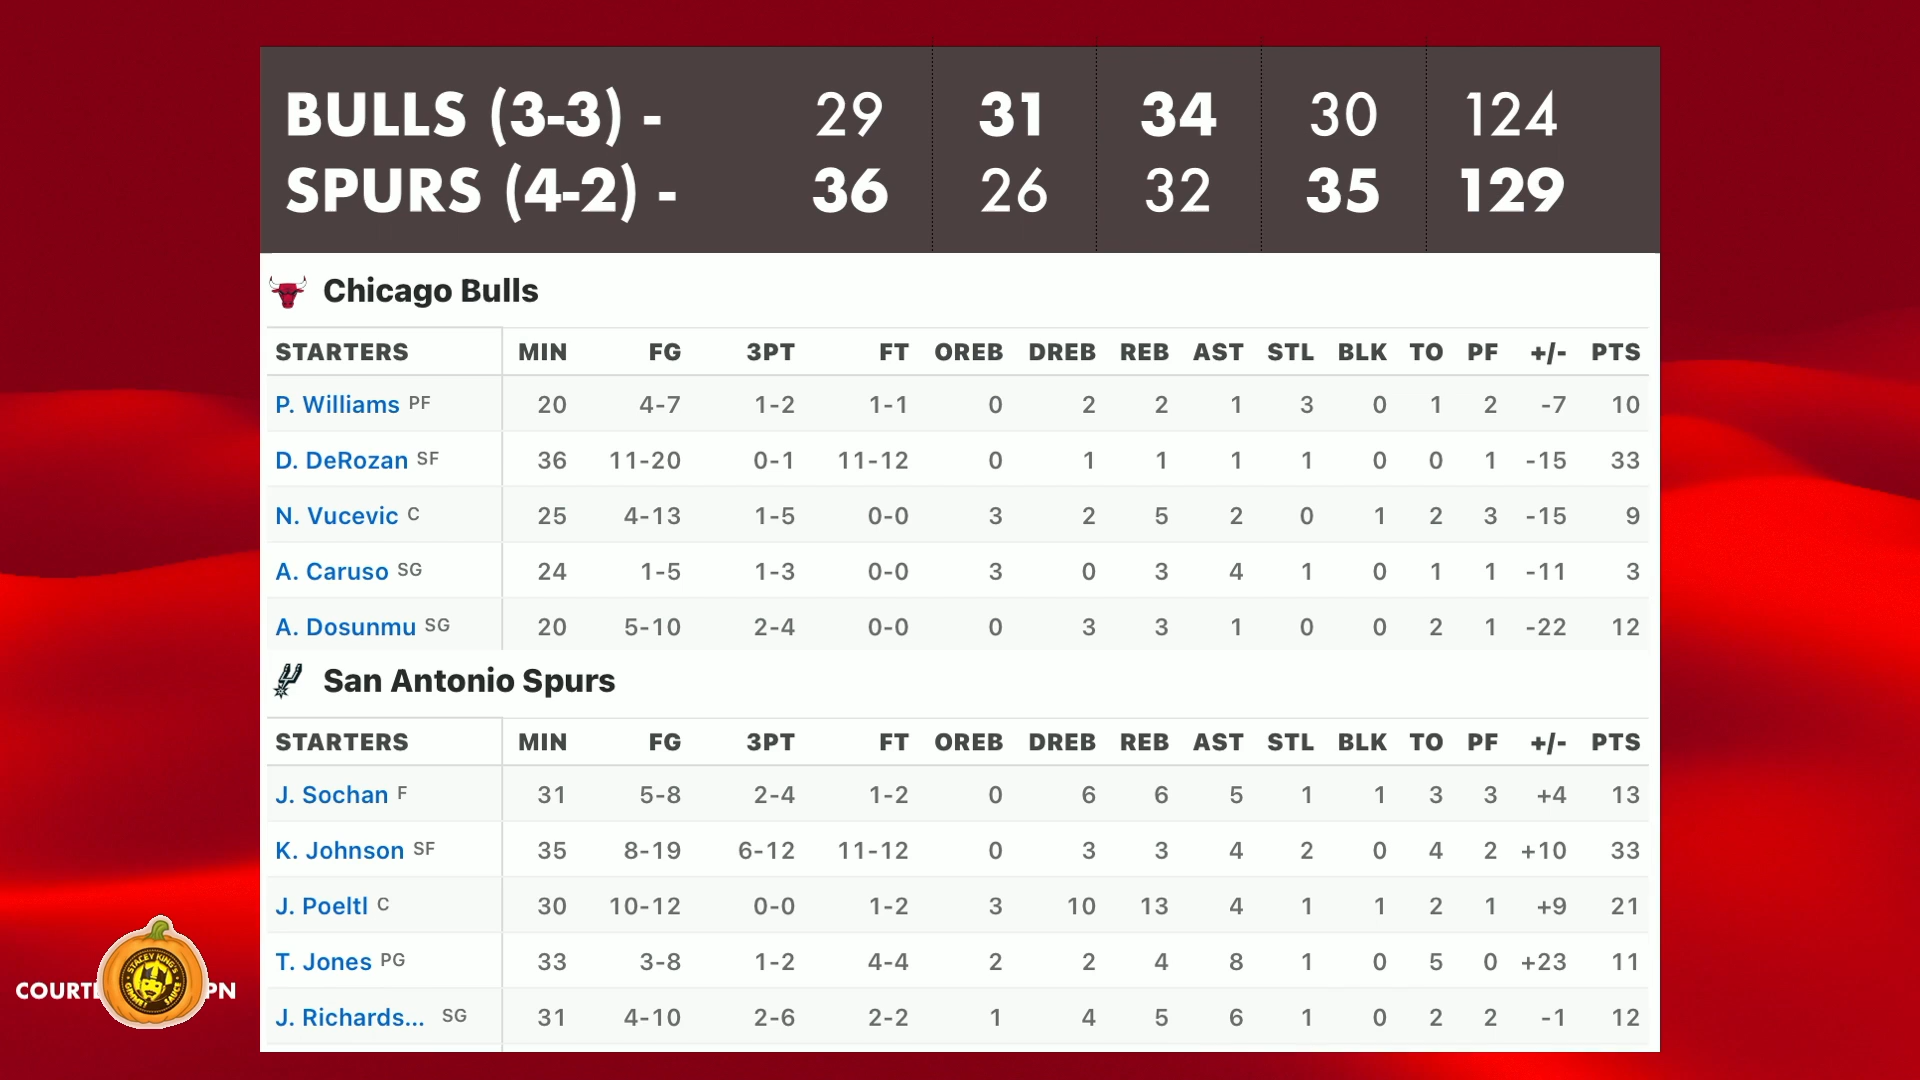 BULLS (3-3) - 29 31 34 30 124
SPURS (4-2) - 36 26 32 35 129
Chicago Bulls
STARTERS MIN FG 3PT FT OREB DREB REB AST STL BLK TO PF +/- PTS
P. Williams PF 20 4-7 1-2 1-1 0 2 2 1 3 0 1 2 -7 10
D. DeRozan SF 36 11-20 0-1 11-12 0 1 1 1 1 0 0 1 -15 33
N. Vucevic C 25 4-13 1-5 0-0 3 2 5 2 0 1 2 3 -15 9
A. Caruso SG 24 1-5 1-3 0-0 3 0 3 4 1 0 1 1 -11 3
A. Dosunmu SG 20 5-10 2-4 0-0 0 3 3 1 0 0 2 1 -22 12
San Antonio Spurs
STARTERS MIN FG 3PT FT OREB DREB REB AST STL BLK TO PF +/- PTS
J. Sochan F 31 5-8 2-4 1-2 0 6 6 5 1 1 3 3 +4 13
K. Johnson SF 35 8-19 6-12 11-12 0 3 3 4 2 0 4 2 +10 33
J. Poeltl C 30 10-12 0-0 1-2 3 10 13 4 1 1 2 1 +9 21
T. Jones PG 33 3-8 1-2 4-4 2 2 4 8 1 0 5 0 +23 11
J. Richards... SG 31 4-10 2-6 2-2 1 4 5 6 1 0 2 2 -1 12
STACEY KING'S
GIMME! SAUCE